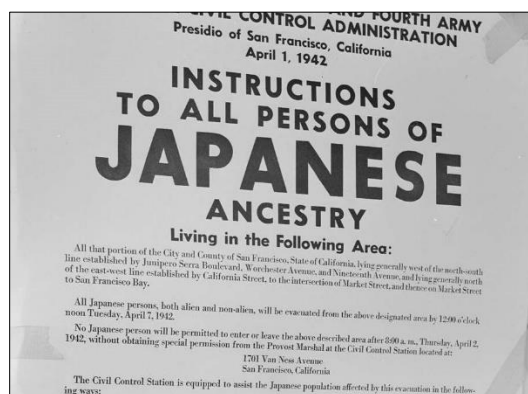 AND FOURTH ARMY
CIVIL CONTROL ADMINISTRATION
Presidio of San Francisco, California
April 1, 1942
INSTRUCTIONS
TO ALL PERSONS OF
JAPANESE
ANCESTRY
Living in the Following Area:
All that portion of the City and County of San Francisco, State of California, lying generally west of the north-south
line established by Junipero Serra Boulevard, Worchester Avenue, and Nineteenth Avenue, and lying generally north
of the east-west line established by California Street, to the intersection of Market Street, and thence on Market Street
to San Francisco Bay.
All Japanese persons, both alien and non-alien, will be evacuated from the above designated area by 12:00 o'clock
noon Tuesday, April 7, 1942.
No Japanese person will be permitted to enter or leave the above described area after 8:00 a. m., Thursday, April 2,
1942, without obtaining special permission from the Provost Marshal at the Civil Control Station located at:
1701 Van Ness Avenue
San Francisco, California
The Civil Control Station is equipped to assist the Japanese population affected by this evacuation in the follow-
ing ways: